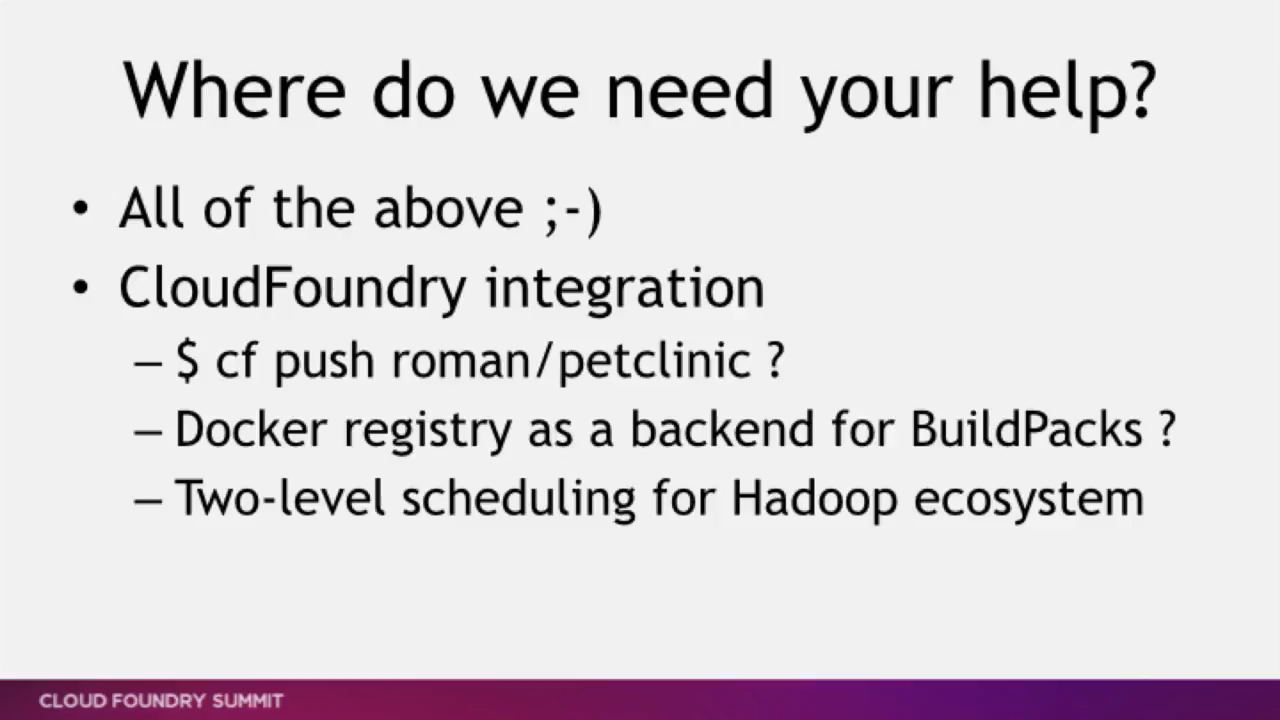 Where do we need your help?
• All of the above ;-)
• CloudFoundry integration
– $ cf push roman/petclinic ?
– Docker registry as a backend for BuildPacks ?
– Two-level scheduling for Hadoop ecosystem
CLOUD FOUNDRY SUMMIT